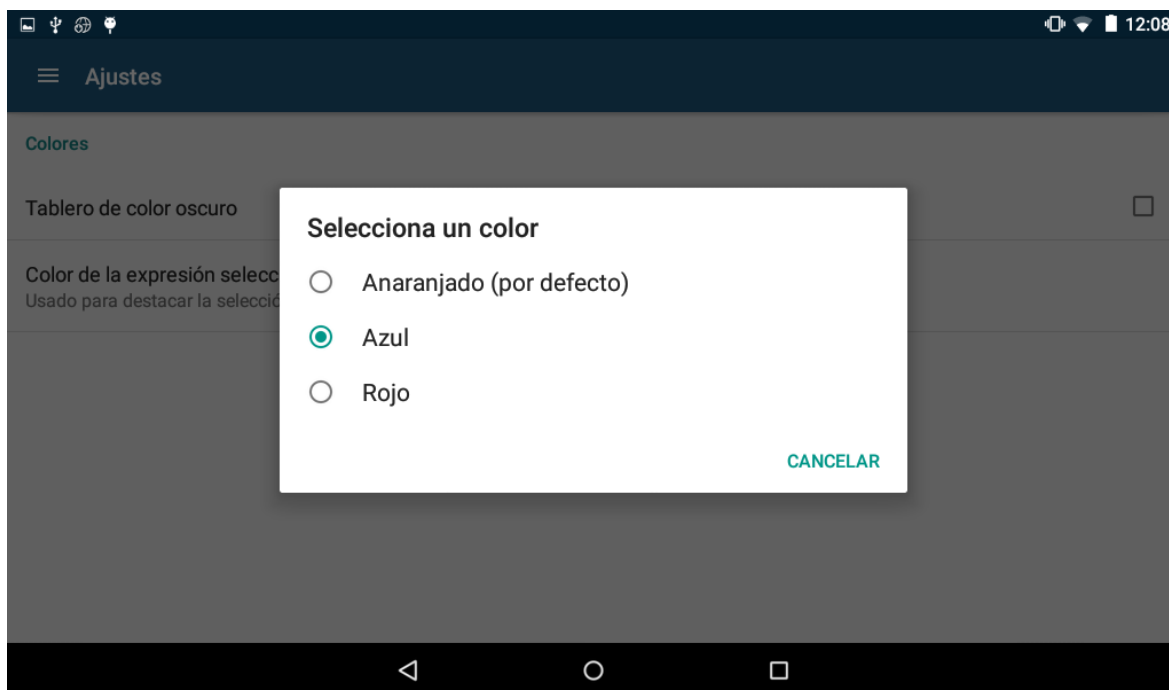 12:08
Ajustes
Colores
Tablero de color oscuro
Color de la expresión selecc
Usado para destacar la selecció
Selecciona un color
Anaranjado (por defecto)
Azul
Rojo
CANCELAR